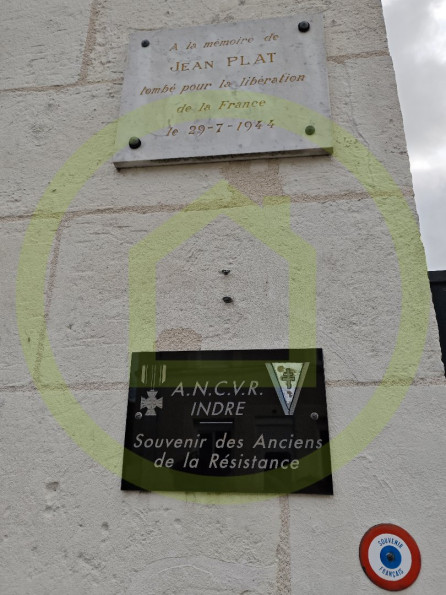 A la mémoire de
JEAN PLAT
tombé pour la libération
de la France
le 29-7-1944
A.N.C.V.R.
INDRE
Souvenir des Anciens
de la Résistance
SOUVENIR
FRANÇAIS